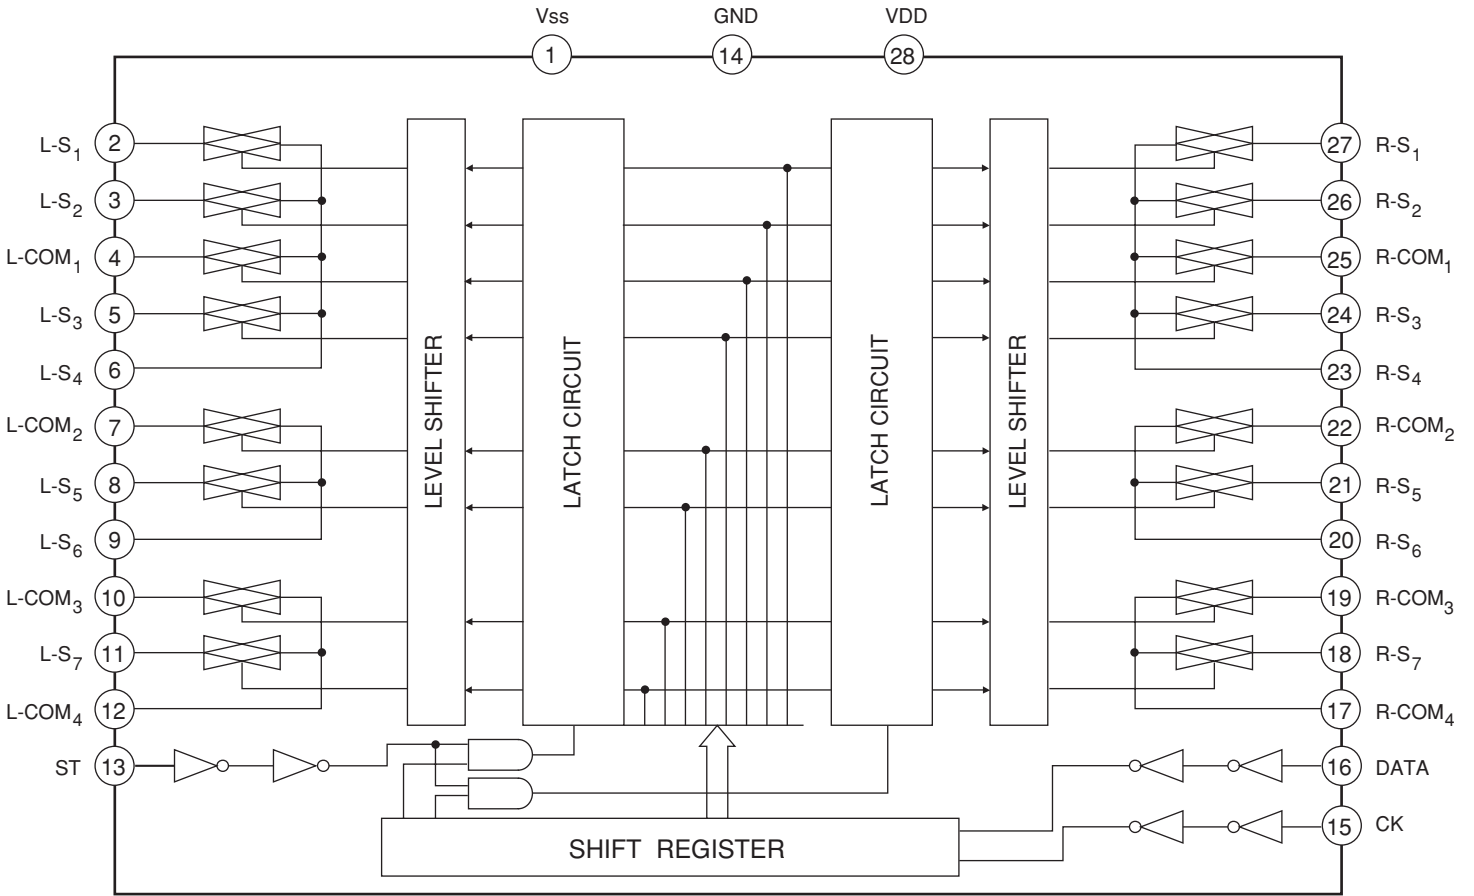 Vss GND VDD
1 14 28
L-S1 2 27 R-S1
L-S2 3 26 R-S2
L-COM1 4 25 R-COM1
L-S3 5 24 R-S3
L-S4 6 23 R-S4
L-COM2 7 22 R-COM2
L-S5 8 21 R-S5
L-S6 9 20 R-S6
L-COM3 10 19 R-COM3
L-S7 11 18 R-S7
L-COM4 12 17 R-COM4
LEVEL SHIFTER
LATCH CIRCUIT
LATCH CIRCUIT
LEVEL SHIFTER
ST 13 16 DATA
15 CK
SHIFT REGISTER